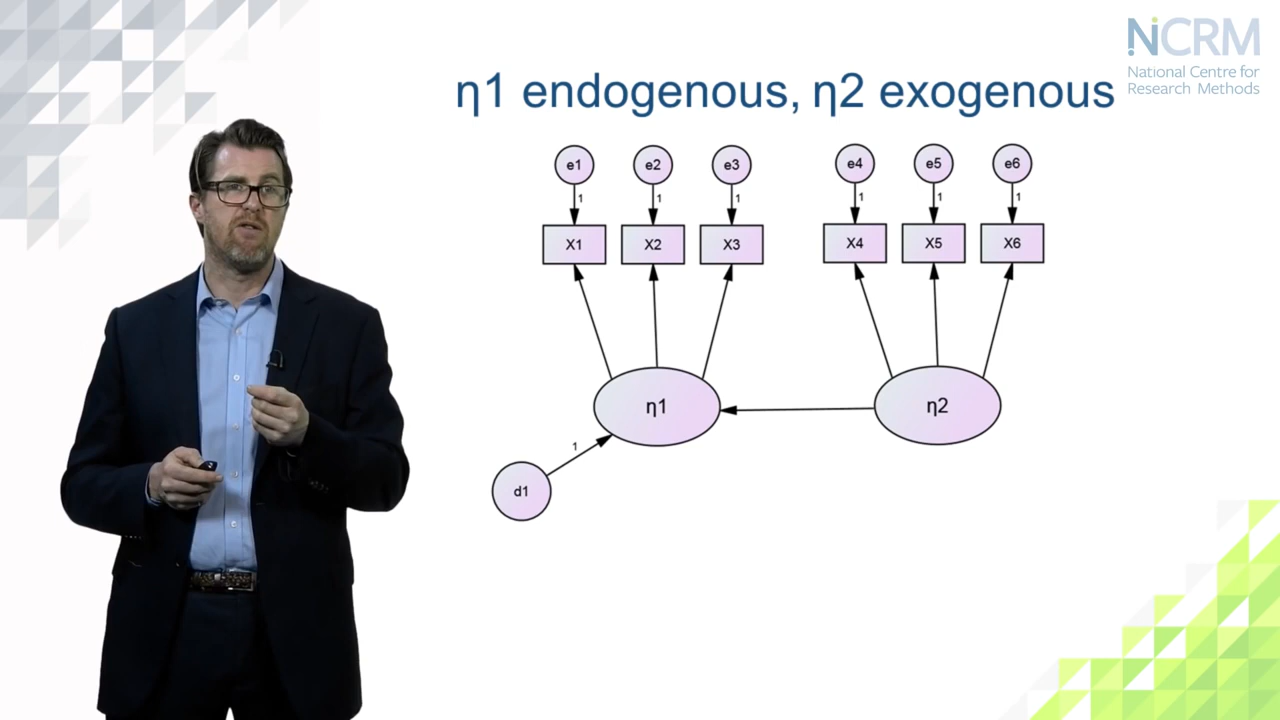 NCRM
National Centre for
Research Methods
η1 endogenous, η2 exogenous
e1 e2 e3 e4 e5 e6
1 1 1 1 1 1
X1 X2 X3 X4 X5 X6
η1 η2
1
d1